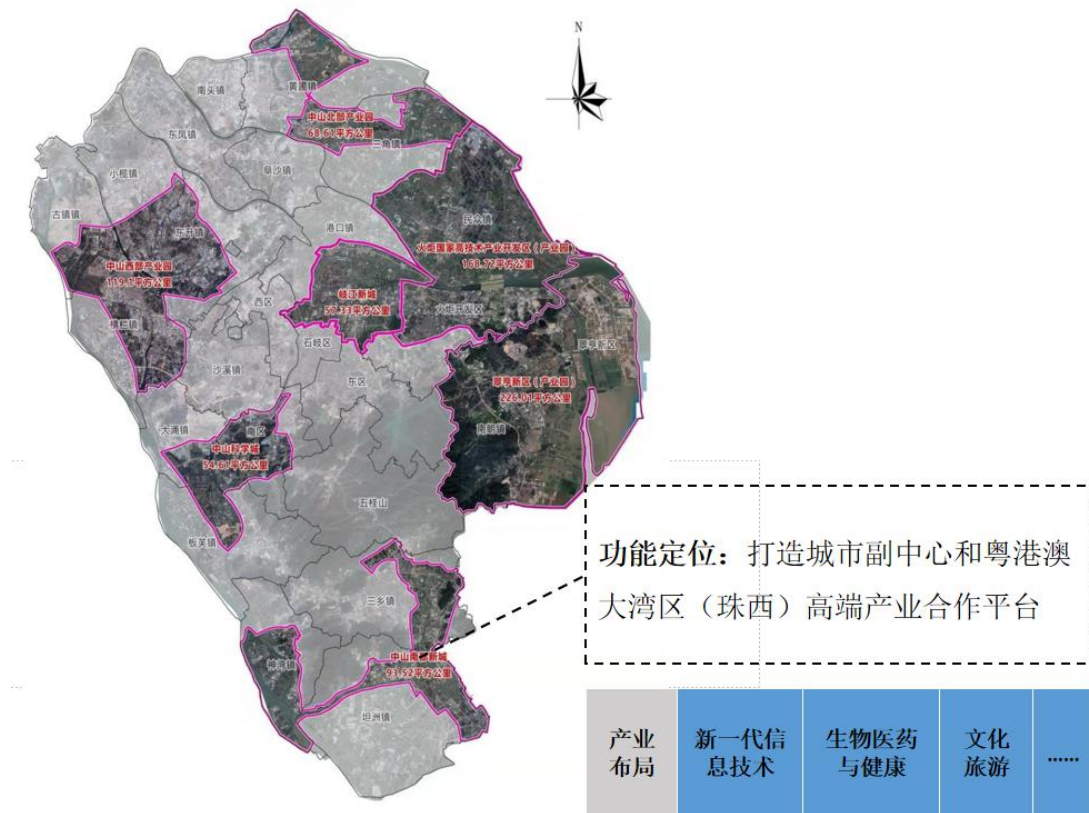 N
南头镇
黄圃镇
中山北部产业园
68.61平方公里
三角镇
东凤镇
阜沙镇
小榄镇
古镇镇
东升镇
民众镇
港口镇
火炬国家高技术产业开发区(产业园)
168.72平方公里
中山西部产业园
119.1平方公里
岐江新城
57.33平方公里
火炬开发区
西区
横栏镇
石岐区
翠亨新区
沙溪镇
东区
翠亨新区(产业园)
226.01平方公里
大涌镇
南区
南朗镇
中山科学城
54.61平方公里
五桂山
板芙镇
功能定位:打造城市副中心和粤港澳
大湾区(珠西)高端产业合作平台
三乡镇
神湾镇
93.52平方公里
坦洲镇
产业
布局
新一代信
息技术
生物医药
与健康
文化
旅游
……